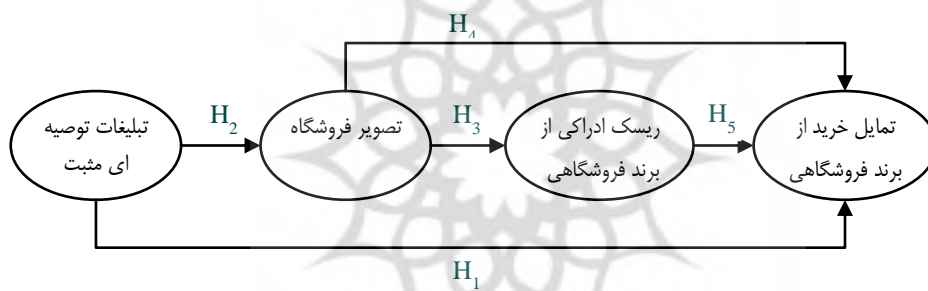 H₄
تبلیغات توصیه
ای مثبت
H₂
تصویر فروشگاه
H₃
ریسک ادراکی از
برند فروشگاهی
H₅
تمایل خرید از
برند فروشگاهی
H₁